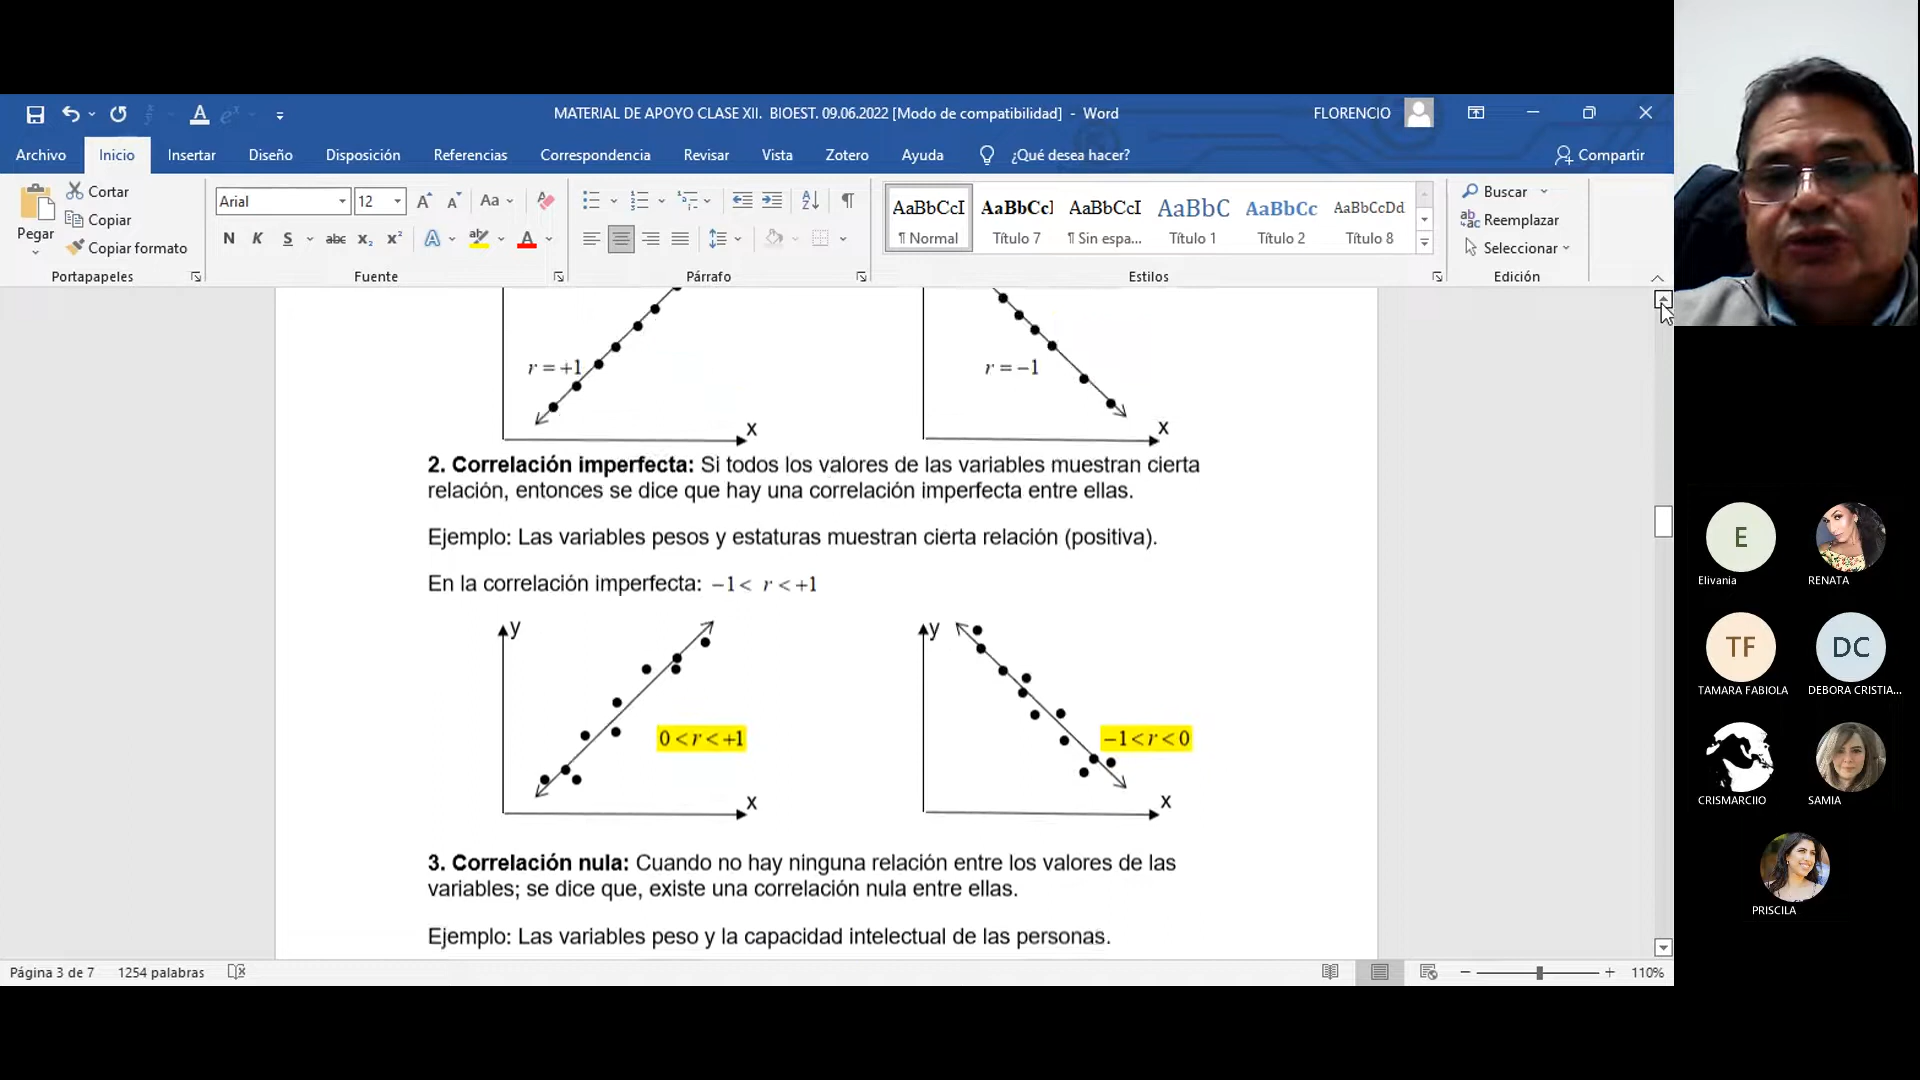 MATERIAL DE APOYO CLASE XII. BIOEST. 09.06.2022 [Modo de compatibilidad] - Word
FLORENCIO
Archivo Inicio Insertar Diseño Disposición Referencias Correspondencia Revisar Vista Zotero Ayuda ¿Qué desea hacer? Compartir
Pegar
Cortar
Copiar
Copiar formato
Portapapeles
Arial 12
Aa
N K S abc x₂ x² A A
Fuente
Párrafo
AaBbCcI AaBbCcI AaBbCcI AaBbC AaBbCc AaBbCcDd
¶ Normal Título 7 ¶ Sin espa... Título 1 Título 2 Título 8
Estilos
Buscar
Reemplazar
Seleccionar
Edición
r = +1
r = −1
x
x
2. Correlación imperfecta: Si todos los valores de las variables muestran cierta
relación, entonces se dice que hay una correlación imperfecta entre ellas.
Ejemplo: Las variables pesos y estaturas muestran cierta relación (positiva).
En la correlación imperfecta: −1 < r < +1
y
y
0 < r < +1
−1 < r < 0
x
x
3. Correlación nula: Cuando no hay ninguna relación entre los valores de las
variables; se dice que, existe una correlación nula entre ellas.
Ejemplo: Las variables peso y la capacidad intelectual de las personas.
Página 3 de 7 1254 palabras 110%
E
Elivania
RENATA
TF
TAMARA FABIOLA
DC
DEBORA CRISTIA...
CRISMARCIIO
SAMIA
PRISCILA